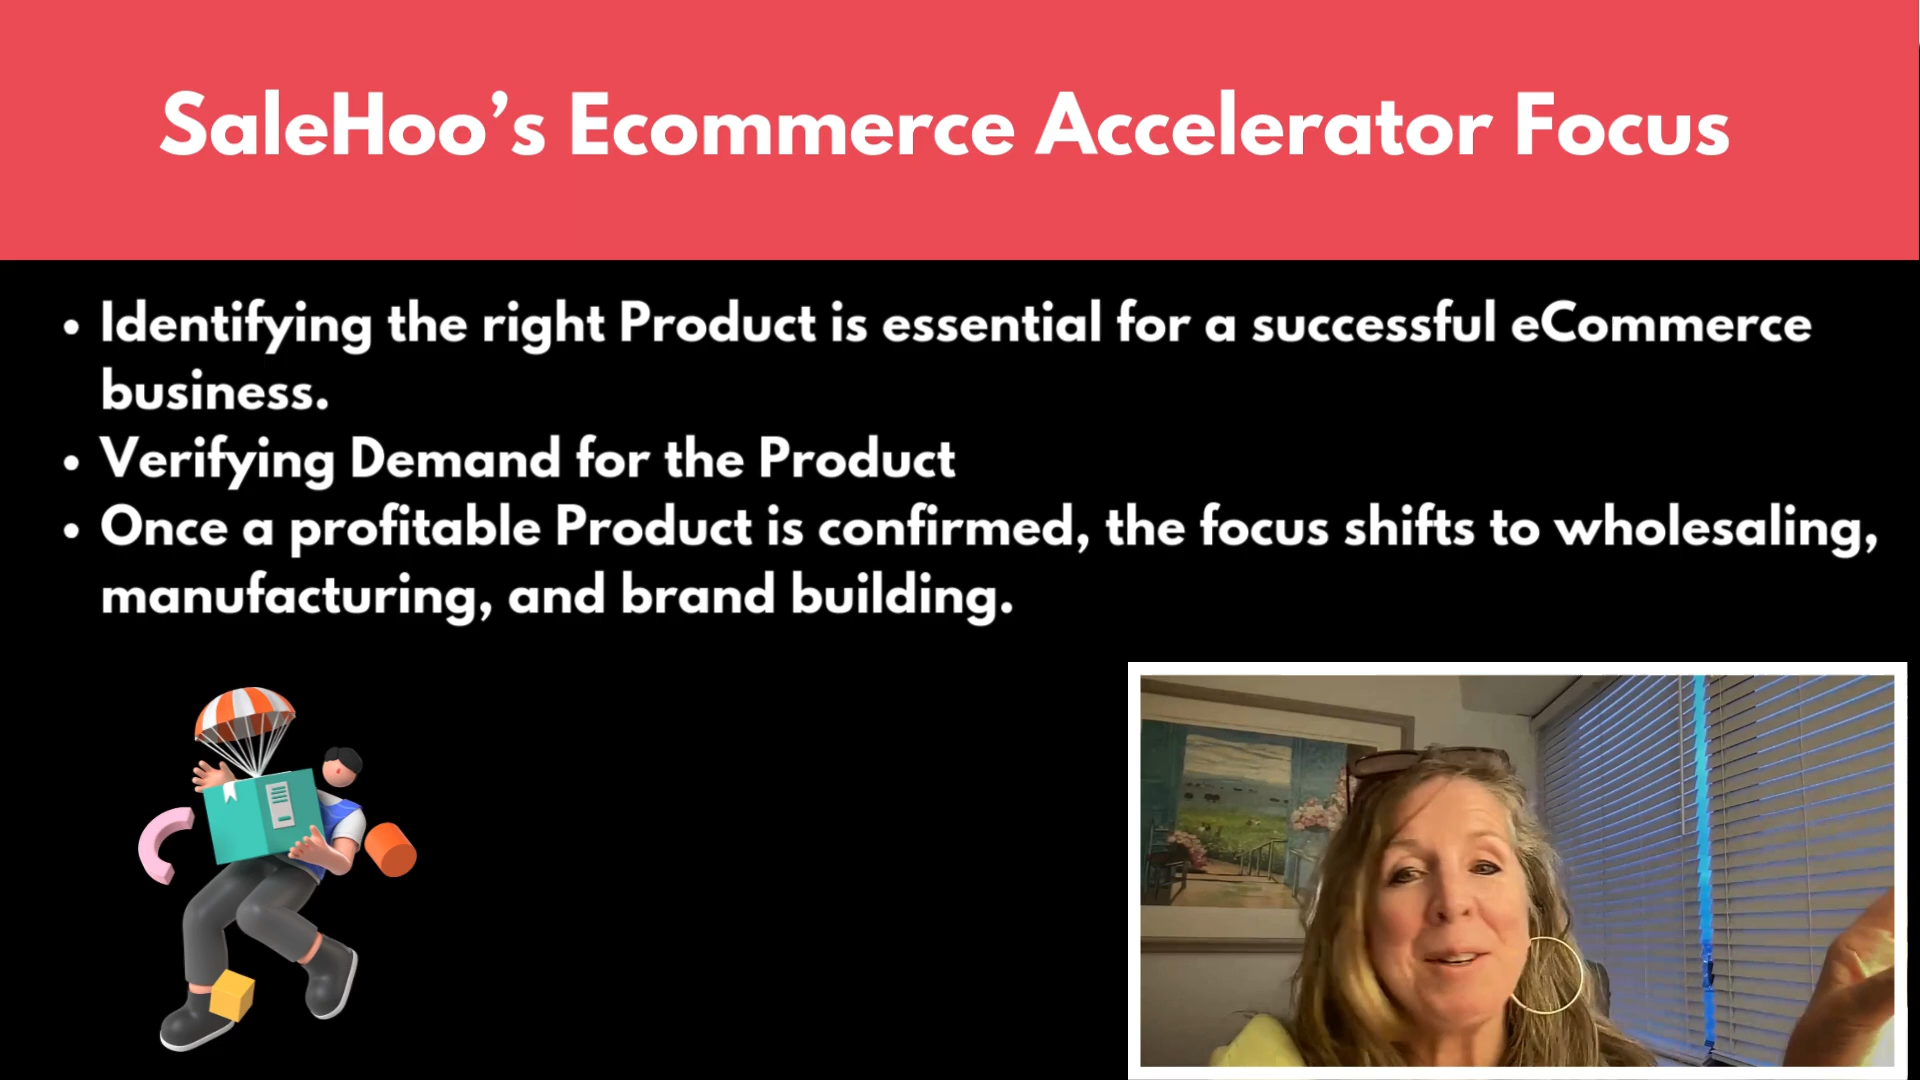 SaleHoo’s Ecommerce Accelerator Focus
• Identifying the right Product is essential for a successful eCommerce
business.
• Verifying Demand for the Product
• Once a profitable Product is confirmed, the focus shifts to wholesaling,
manufacturing, and brand building.